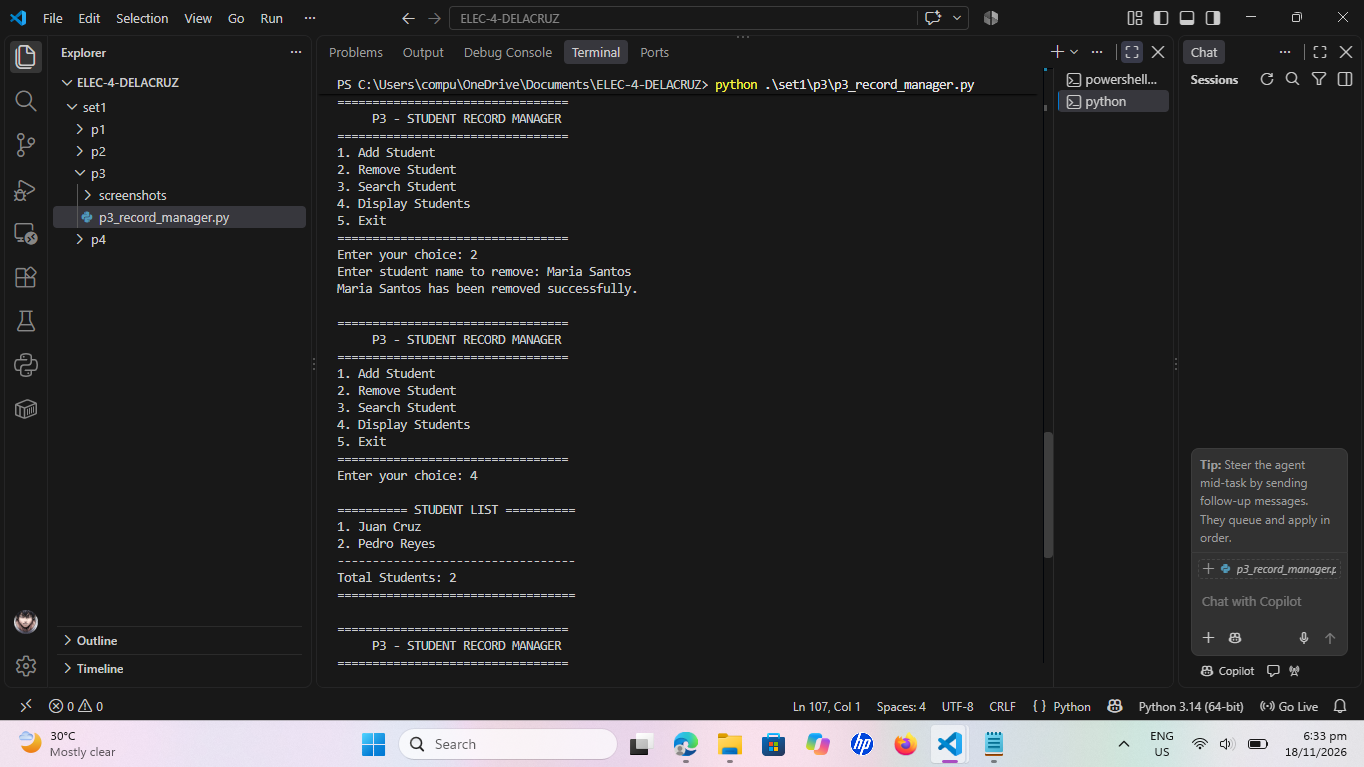 File Edit Selection View Go Run ···
ELEC-4-DELACRUZ
Explorer
ELEC-4-DELACRUZ
set1
p1
p2
p3
screenshots
p3_record_manager.py
p4
Outline
Timeline
Problems Output Debug Console Terminal Ports
PS C:\Users\compu\OneDrive\Documents\ELEC-4-DELACRUZ> python .\set1\p3\p3_record_manager.py
=================================
P3 - STUDENT RECORD MANAGER
=================================
1. Add Student
2. Remove Student
3. Search Student
4. Display Students
5. Exit
=================================
Enter your choice: 2
Enter student name to remove: Maria Santos
Maria Santos has been removed successfully.
=================================
P3 - STUDENT RECORD MANAGER
=================================
1. Add Student
2. Remove Student
3. Search Student
4. Display Students
5. Exit
=================================
Enter your choice: 4
========== STUDENT LIST ==========
1. Juan Cruz
2. Pedro Reyes
----------------------------------
Total Students: 2
==================================
=================================
P3 - STUDENT RECORD MANAGER
=================================
powershell...
python
Chat
Sessions
Tip: Steer the agent
mid-task by sending
follow-up messages.
They queue and apply in
order.
p3_record_manager.p
Chat with Copilot
Copilot
0 0
Ln 107, Col 1 Spaces: 4 UTF-8 CRLF { } Python Python 3.14 (64-bit) Go Live
30°C
Mostly clear
Search
hp
ENG
US
6:33 pm
18/11/2026